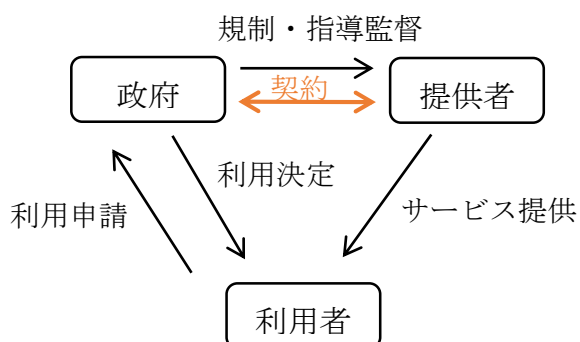 規制・指導監督
政府
契約
提供者
利用決定
利用申請
サービス提供
利用者